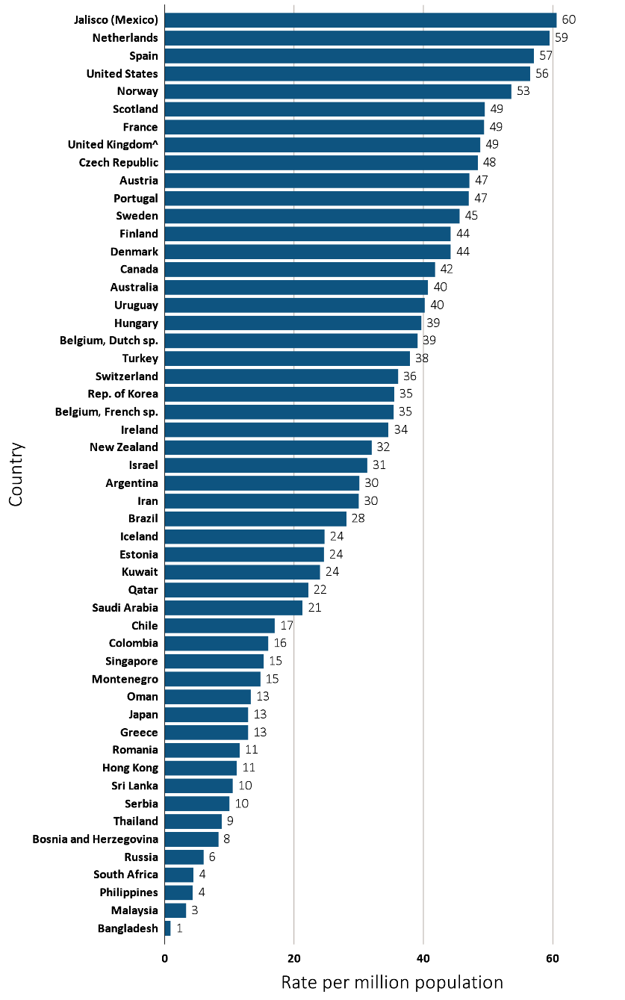 Jalisco (Mexico) 60
Netherlands 59
Spain 57
United States 56
Norway 53
Scotland 49
France 49
United Kingdom^ 49
Czech Republic 48
Austria 47
Portugal 47
Sweden 45
Finland 44
Denmark 44
Canada 42
Australia 40
Uruguay 40
Hungary 39
Belgium, Dutch sp. 39
Turkey 38
Switzerland 36
Rep. of Korea 35
Belgium, French sp. 35
Ireland 34
New Zealand 32
Israel 31
Argentina 30
Iran 30
Brazil 28
Iceland 24
Estonia 24
Kuwait 24
Qatar 22
Saudi Arabia 21
Chile 17
Colombia 16
Singapore 15
Montenegro 15
Oman 13
Japan 13
Greece 13
Romania 11
Hong Kong 11
Sri Lanka 10
Serbia 10
Thailand 9
Bosnia and Herzegovina 8
Russia 6
South Africa 4
Philippines 4
Malaysia 3
Bangladesh 1
Country
0 20 40 60
Rate per million population